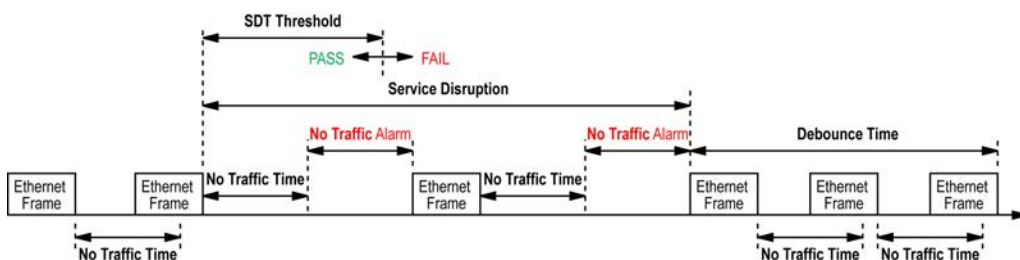 SDT Threshold
PASS FAIL
Service Disruption
No Traffic Alarm No Traffic Alarm Debounce Time
Ethernet Frame Ethernet Frame No Traffic Time Ethernet Frame No Traffic Time Ethernet Frame Ethernet Frame Ethernet Frame
No Traffic Time No Traffic Time No Traffic Time